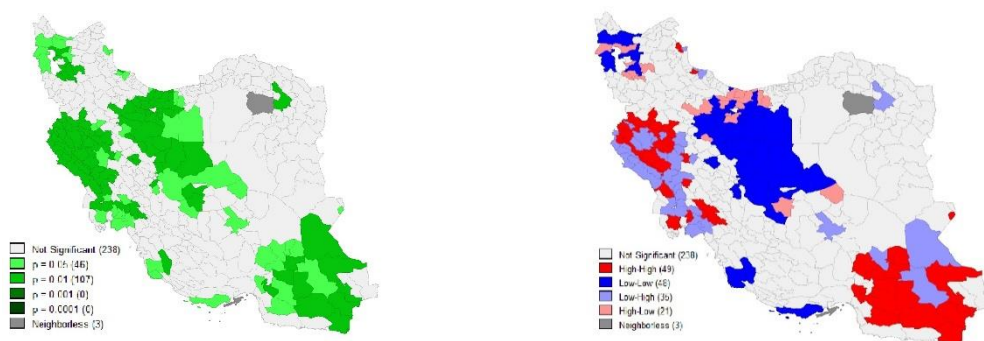 Not Significant (238)
p = 0.05 (46)
p = 0.01 (107)
p = 0.001 (0)
p = 0.0001 (0)
Neighborless (3)
Not Significant (238)
High-High (49)
Low-Low (48)
Low-High (35)
High-Low (21)
Neighborless (3)